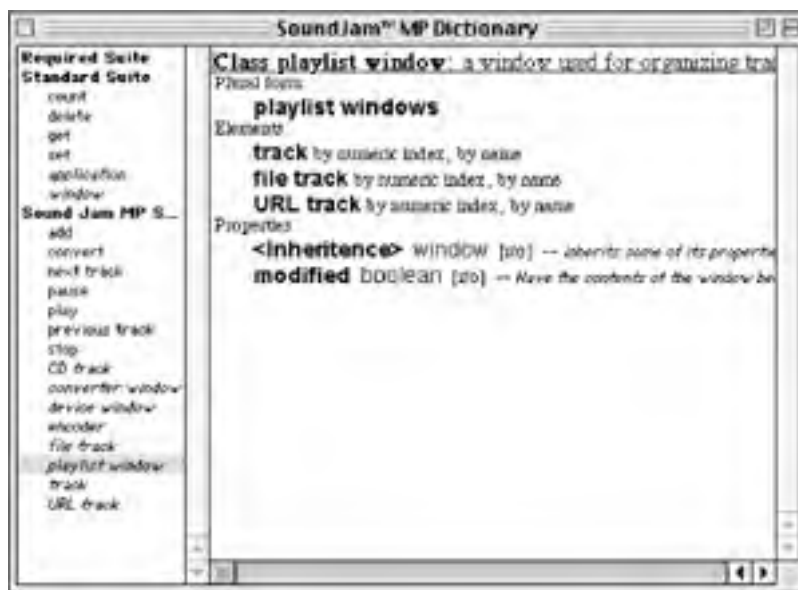 SoundJam™ MP Dictionary
Required Suite
Standard Suite
count
delete
get
set
application
window
Sound Jam MP S...
add
convert
next track
pause
play
previous track
stop
CD track
converter window
device window
encoder
file track
playlist window
track
URL track
Class playlist window: a window used for organizing trac
Plural form:
playlist windows
Elements
track by numeric index, by name
file track by numeric index, by name
URL track by numeric index, by name
Properties
<Inheritence> window [r/o] -- inherits some of its propertie
modified boolean [r/o] -- Have the contents of the window be